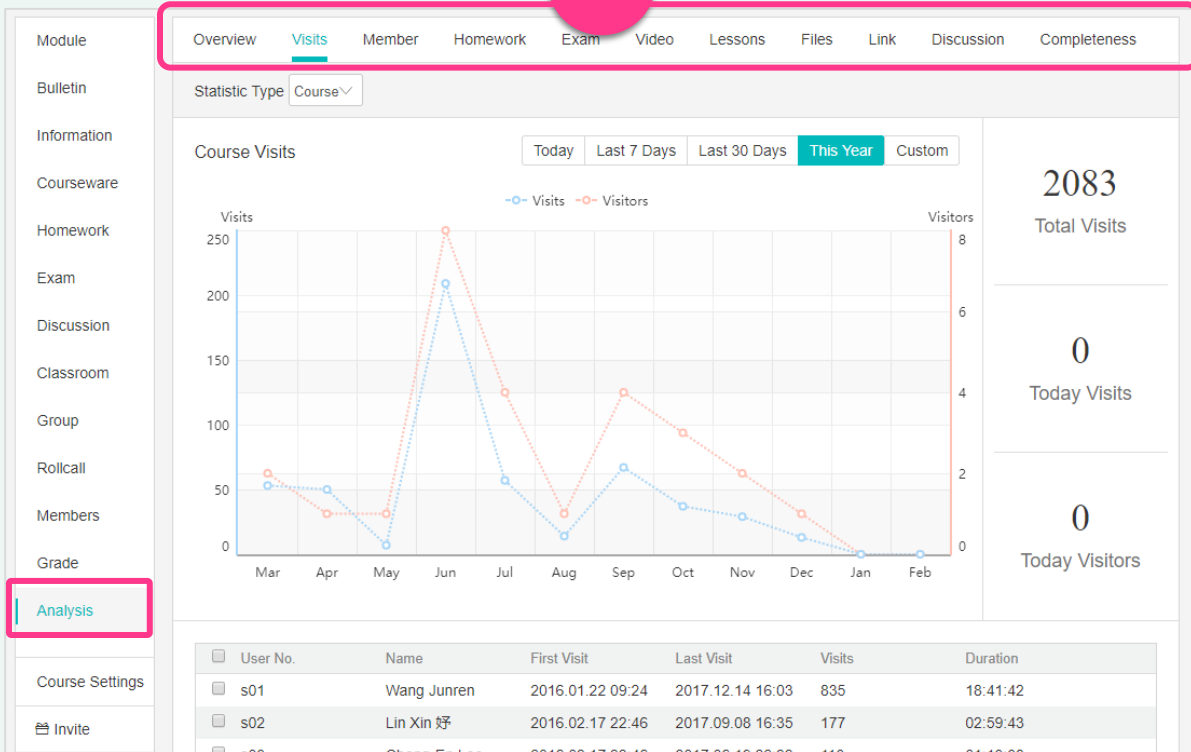 Module
Bulletin
Information
Courseware
Homework
Exam
Discussion
Classroom
Group
Rollcall
Members
Grade
Analysis
Course Settings
Invite
Overview Visits Member Homework Exam Video Lessons Files Link Discussion Completeness
Statistic Type Course
Course Visits
Today Last 7 Days Last 30 Days This Year Custom
Visits Visitors
Visits Visitors
250 8
200
6
150
4
100
2
50
0 0
Mar Apr May Jun Jul Aug Sep Oct Nov Dec Jan Feb
2083
Total Visits
0
Today Visits
0
Today Visitors
User No. Name First Visit Last Visit Visits Duration
s01 Wang Junren 2016.01.22 09:24 2017.12.14 16:03 835 18:41:42
s02 Lin Xin 妤 2016.02.17 22:46 2017.09.08 16:35 177 02:59:43